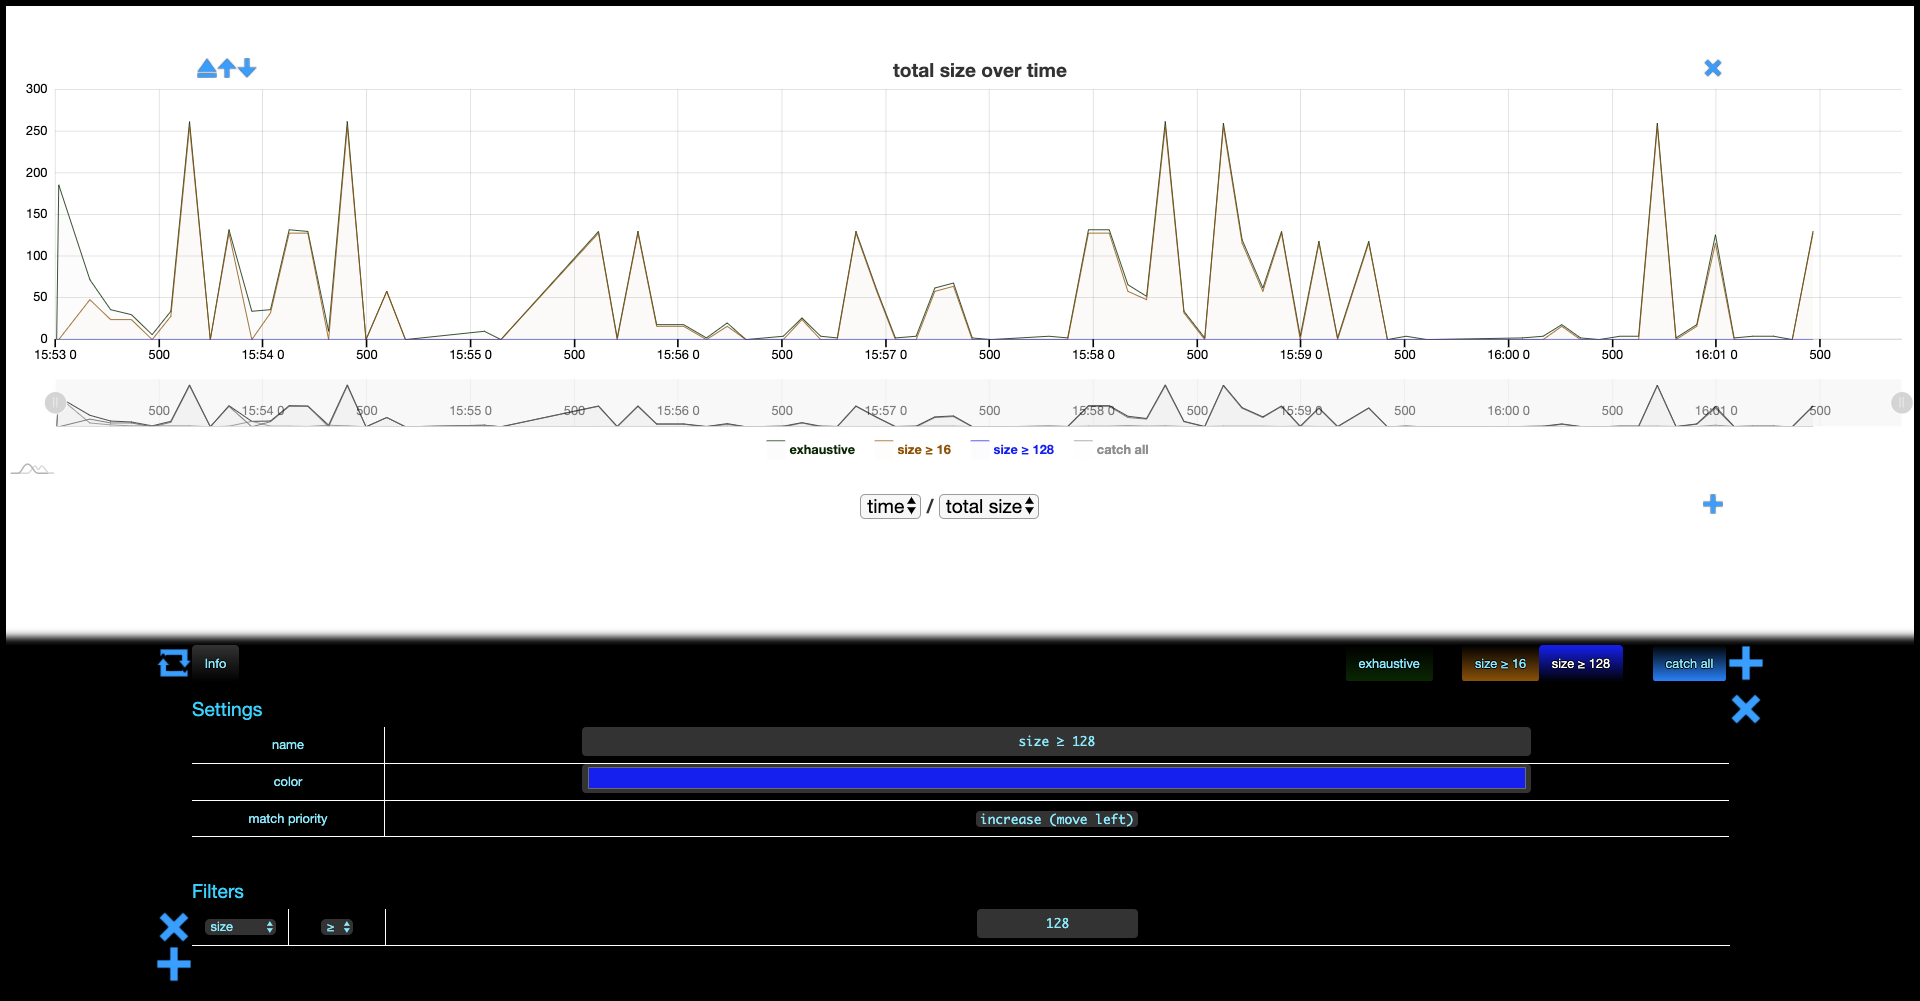 total size over time
300
250
200
150
100
50
0
15:53 0 500 15:54 0 500 15:55 0 500 15:56 0 500 15:57 0 500 15:58 0 500 15:59 0 500 16:00 0 500 16:01 0 500
500 15:54 0 500 15:55 0 500 15:56 0 500 15:57 0 500 15:58 0 500 15:59 0 500 16:00 0 500 16:01 0 500
exhaustive size ≥ 16 size ≥ 128 catch all
time / total size
Info exhaustive size ≥ 16 size ≥ 128 catch all
Settings
name size ≥ 128
color
match priority increase (move left)
Filters
size ≥ 128